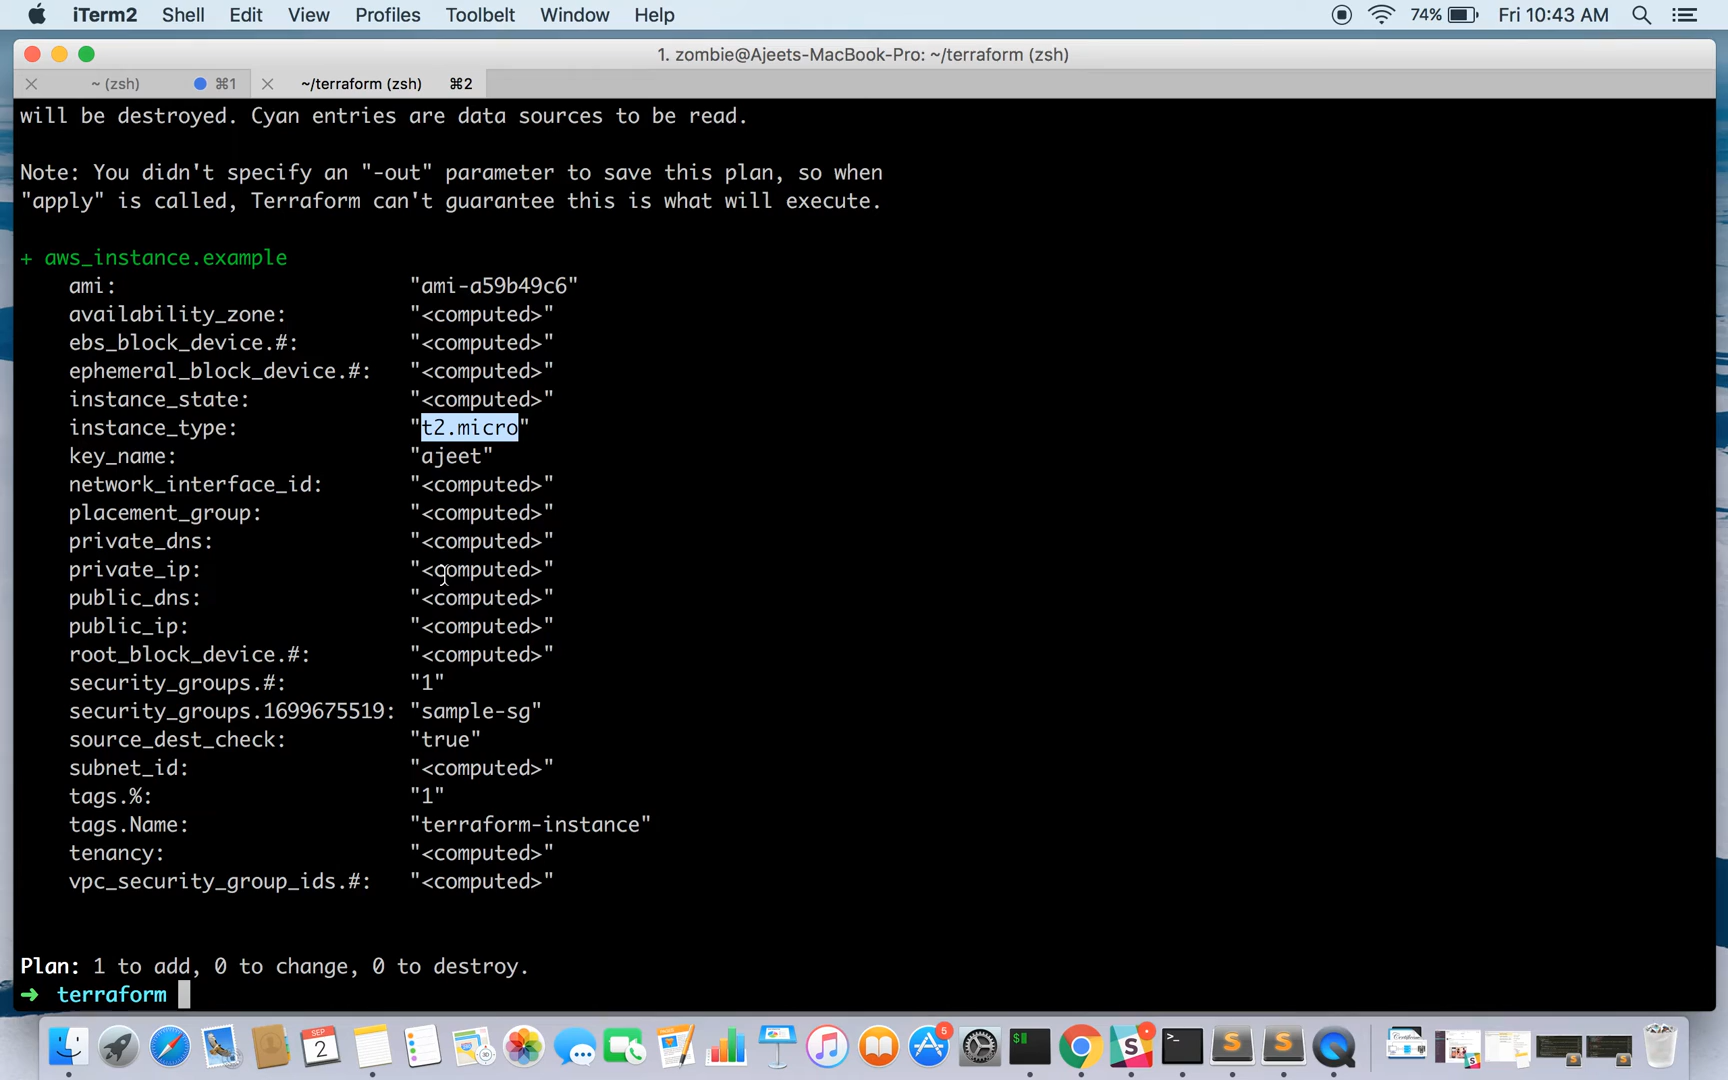 iTerm2 Shell Edit View Profiles Toolbelt Window Help 74% Fri 10:43 AM
1. zombie@Ajeets-MacBook-Pro: ~/terraform (zsh)
~ (zsh) ⌘1 ~/terraform (zsh) ⌘2
will be destroyed. Cyan entries are data sources to be read.
Note: You didn't specify an "-out" parameter to save this plan, so when
"apply" is called, Terraform can't guarantee this is what will execute.
+ aws_instance.example
ami: "ami-a59b49c6"
availability_zone: "<computed>"
ebs_block_device.#: "<computed>"
ephemeral_block_device.#: "<computed>"
instance_state: "<computed>"
instance_type: "t2.micro"
key_name: "ajeet"
network_interface_id: "<computed>"
placement_group: "<computed>"
private_dns: "<computed>"
private_ip: "<computed>"
public_dns: "<computed>"
public_ip: "<computed>"
root_block_device.#: "<computed>"
security_groups.#: "1"
security_groups.1699675519: "sample-sg"
source_dest_check: "true"
subnet_id: "<computed>"
tags.%: "1"
tags.Name: "terraform-instance"
tenancy: "<computed>"
vpc_security_group_ids.#: "<computed>"
Plan: 1 to add, 0 to change, 0 to destroy.
➜ terraform
SEP
2
5